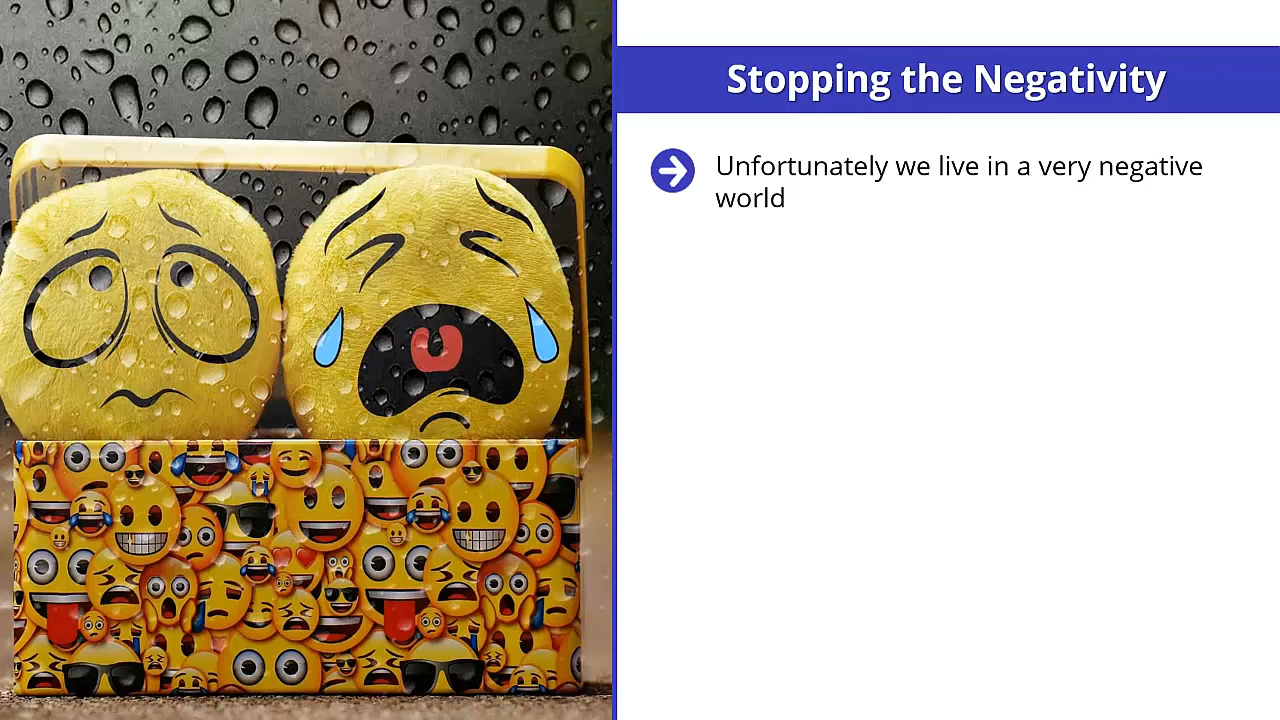 Stopping the Negativity
Unfortunately we live in a very negative
world